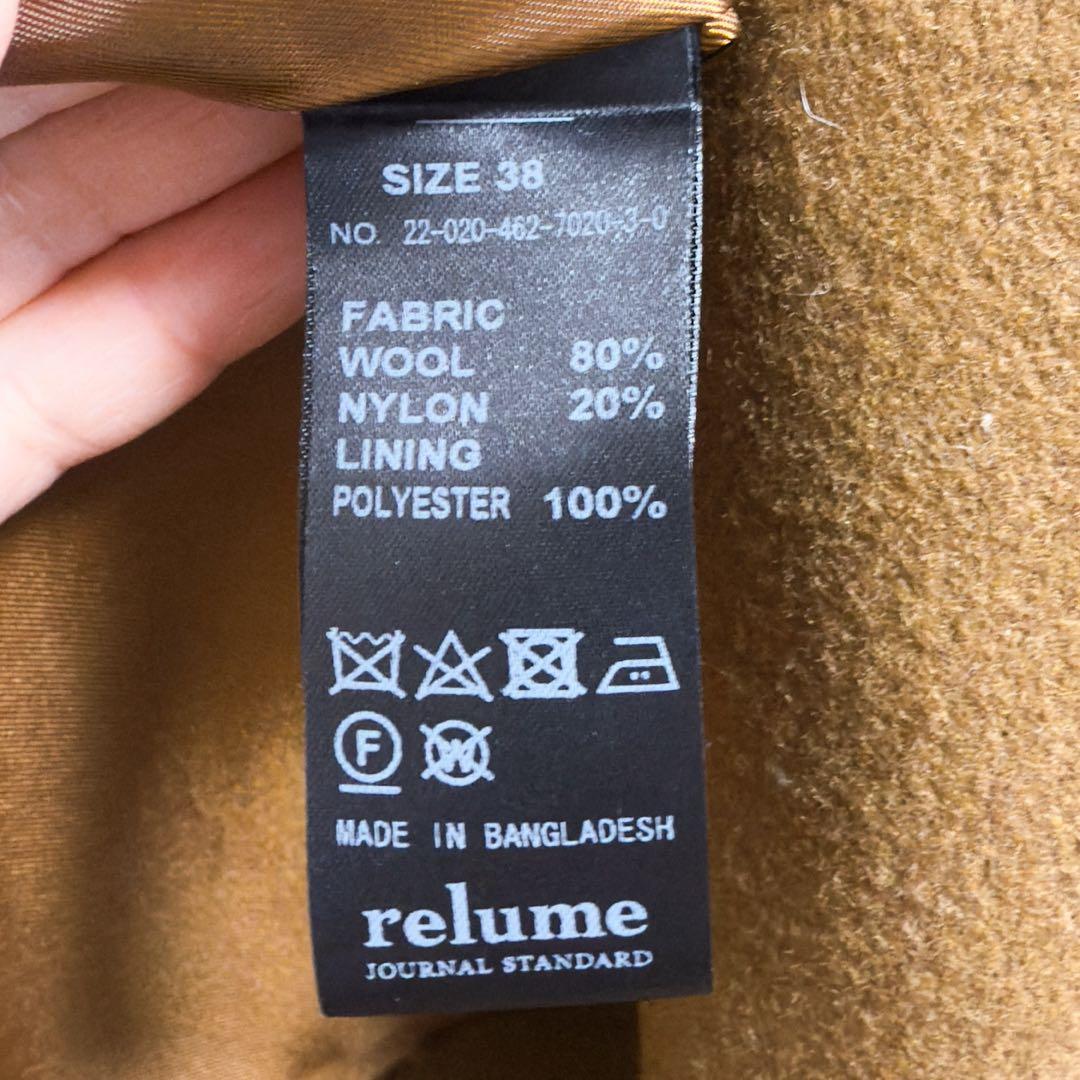 SIZE 38
NO. 22-020-462-7020-3-0
FABRIC
WOOL 80%
NYLON 20%
LINING
POLYESTER 100%
F W
MADE IN BANGLADESH
relume
JOURNAL STANDARD